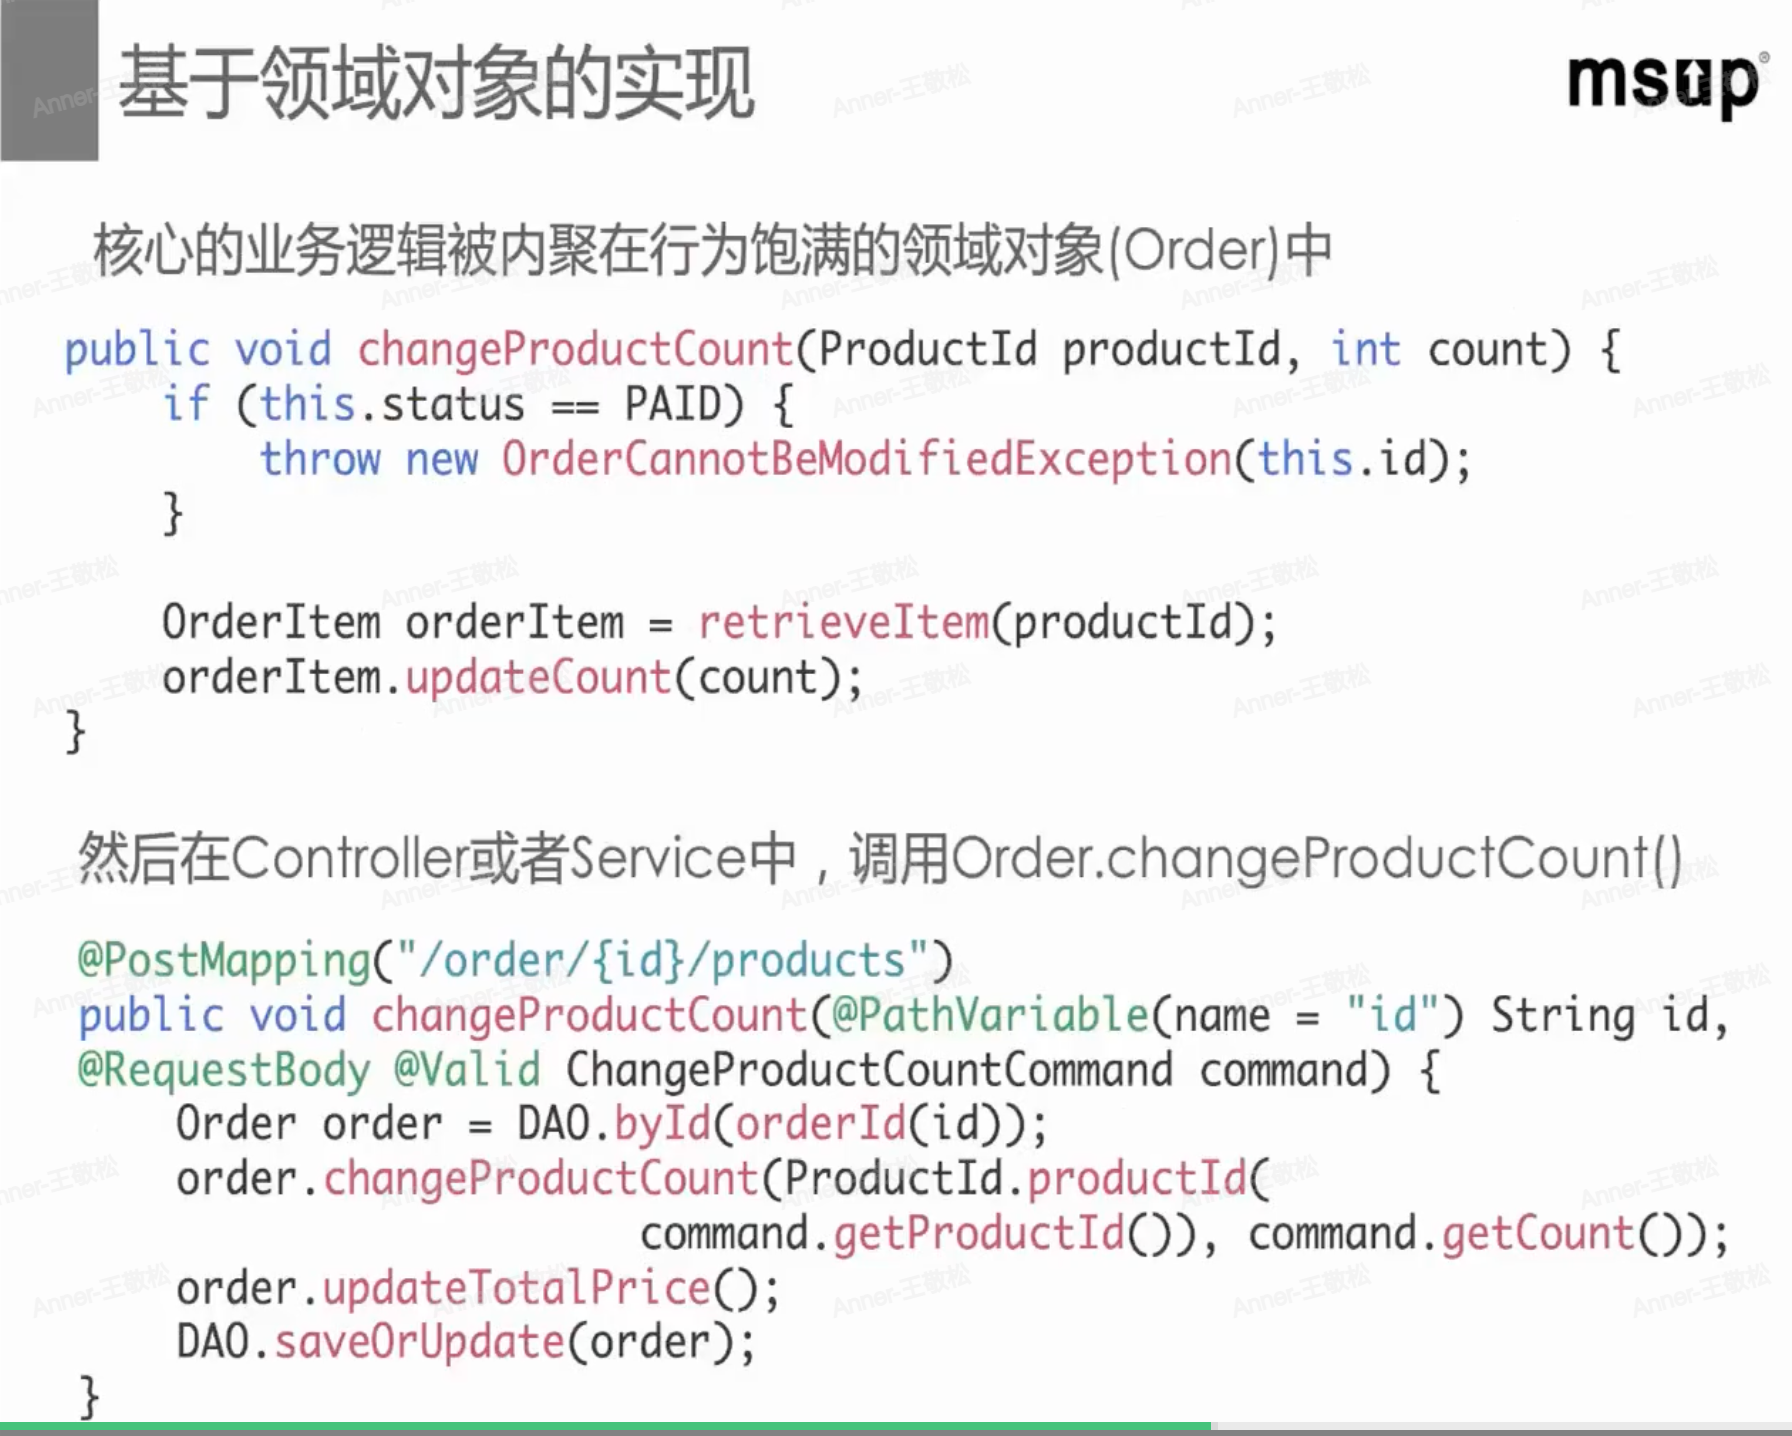 基于领域对象的实现
msup®
核心的业务逻辑被内聚在行为饱满的领域对象(Order)中
public void changeProductCount(ProductId productId, int count) {
    if (this.status == PAID) {
        throw new OrderCannotBeModifiedException(this.id);
    }
    OrderItem orderItem = retrieveItem(productId);
    orderItem.updateCount(count);
}
然后在Controller或者Service中，调用Order.changeProductCount()
@PostMapping("/order/{id}/products")
public void changeProductCount(@PathVariable(name = "id") String id,
@RequestBody @Valid ChangeProductCountCommand command) {
    Order order = DAO.byId(orderId(id));
    order.changeProductCount(ProductId.productId(
                    command.getProductId()), command.getCount());
    order.updateTotalPrice();
    DAO.saveOrUpdate(order);
}
Anner-王敬松